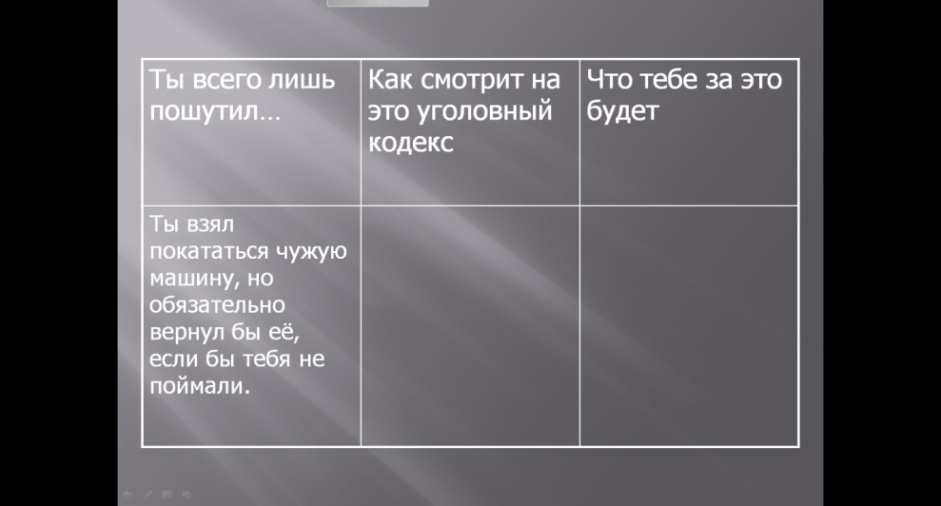 Ты всего лишь
пошутил...
Как смотрит на
это уголовный
кодекс
Что тебе за это
будет
Ты взял
покататься чужую
машину, но
обязательно
вернул бы её,
если бы тебя не
поймали.